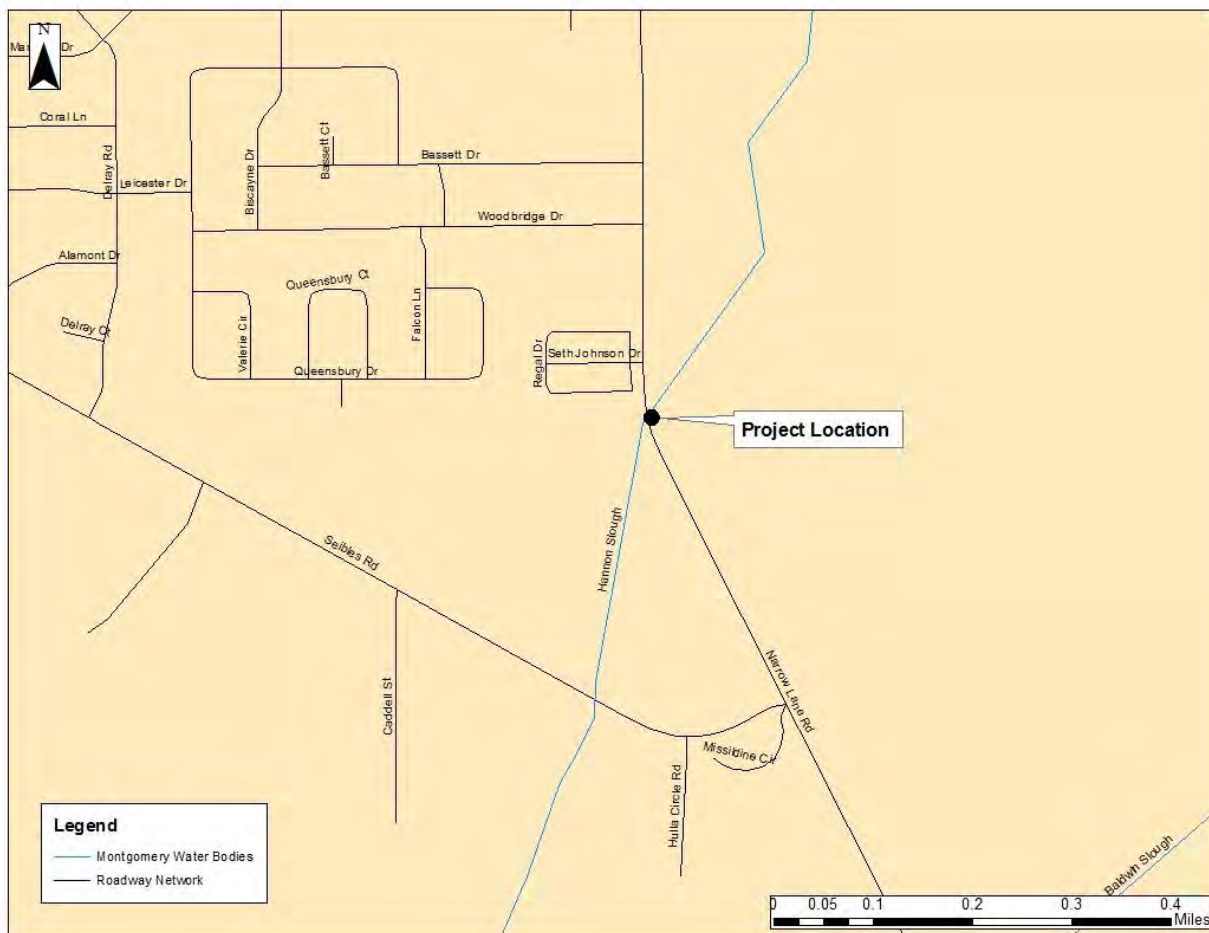 N
Coral Ln
Delray Rd
Leicester Dr
Biscayne Dr
Bassett Ct
Bassett Dr
Woodbridge Dr
Alamont Dr
Delray Ct
Queensbury Ct
Valerie Cir
Falcon Ln
Queensbury Dr
Regal Dr
Seth Johnson Dr
Project Location
Hannon Slough
Seibles Rd
Caddell St
Narrow Lane Rd
Missildine Cir
Hulla Circle Rd
Baldwin Slough
Legend
Montgomery Water Bodies
Roadway Network
0 0.05 0.1 0.2 0.3 0.4
Miles